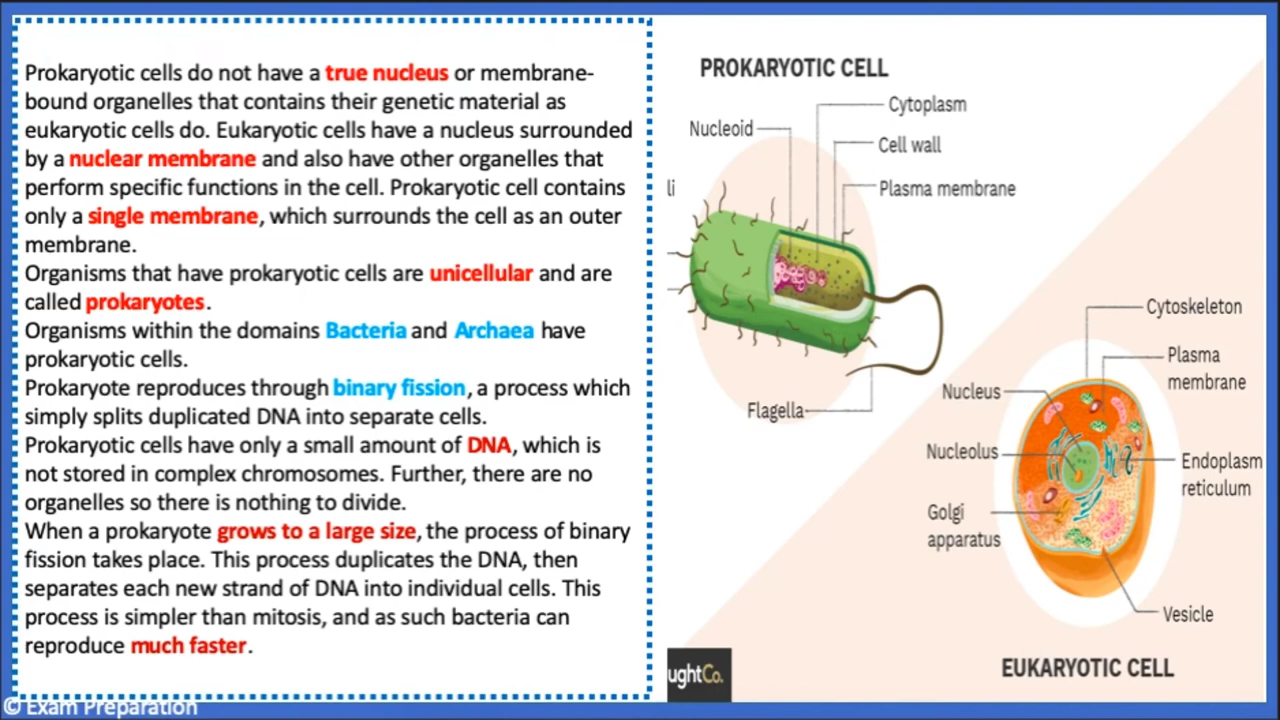 Prokaryotic cells do not have a true nucleus or membrane-
bound organelles that contains their genetic material as
eukaryotic cells do. Eukaryotic cells have a nucleus surrounded
by a nuclear membrane and also have other organelles that
perform specific functions in the cell. Prokaryotic cell contains
only a single membrane, which surrounds the cell as an outer
membrane.
Organisms that have prokaryotic cells are unicellular and are
called prokaryotes.
Organisms within the domains Bacteria and Archaea have
prokaryotic cells.
Prokaryote reproduces through binary fission, a process which
simply splits duplicated DNA into separate cells.
Prokaryotic cells have only a small amount of DNA, which is
not stored in complex chromosomes. Further, there are no
organelles so there is nothing to divide.
When a prokaryote grows to a large size, the process of binary
fission takes place. This process duplicates the DNA, then
separates each new strand of DNA into individual cells. This
process is simpler than mitosis, and as such bacteria can
reproduce much faster.
PROKARYOTIC CELL
Cytoplasm
Nucleoid
Cell wall
li
Plasma membrane
Flagella
Cytoskeleton
Plasma
membrane
Nucleus
Nucleolus
Endoplasm
reticulum
Golgi
apparatus
Vesicle
EUKARYOTIC CELL
ughtCo.
© Exam Preparation